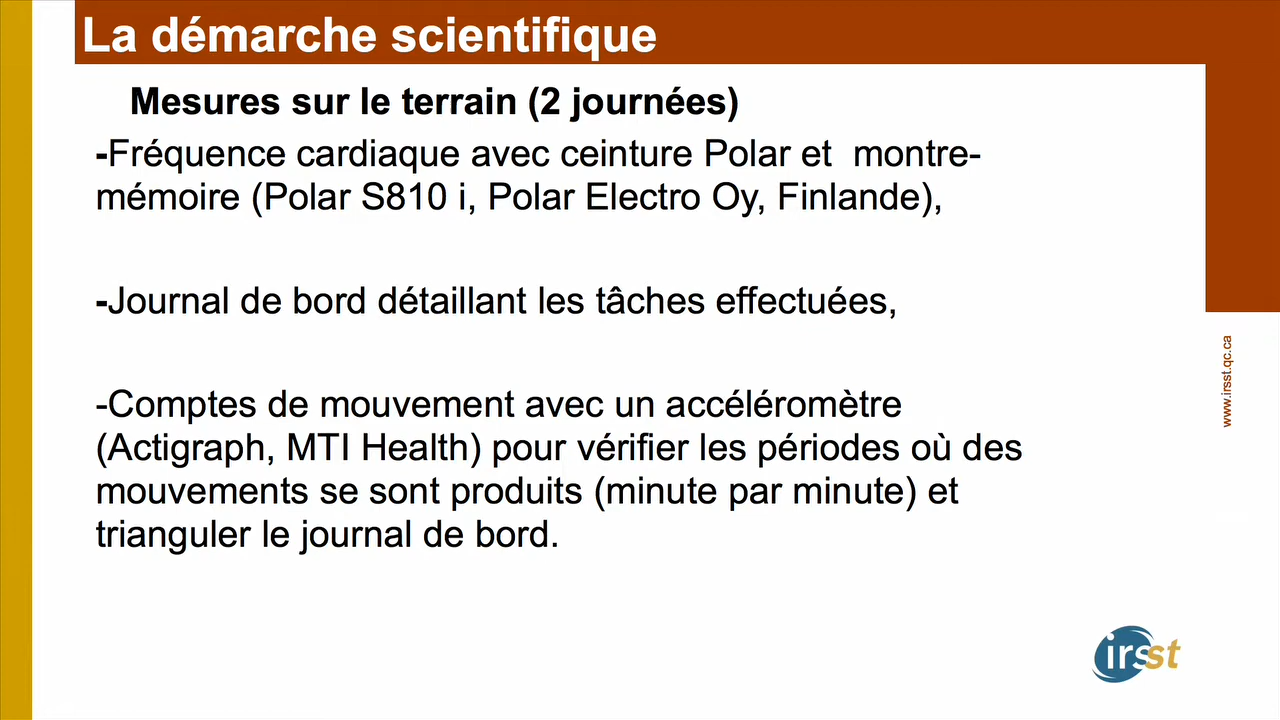 La démarche scientifique
Mesures sur le terrain (2 journées)
-Fréquence cardiaque avec ceinture Polar et  montre-
mémoire (Polar S810 i, Polar Electro Oy, Finlande),
-Journal de bord détaillant les tâches effectuées,
-Comptes de mouvement avec un accéléromètre
(Actigraph, MTI Health) pour vérifier les périodes où des
mouvements se sont produits (minute par minute) et
trianguler le journal de bord.
www.irsst.qc.ca
irsst